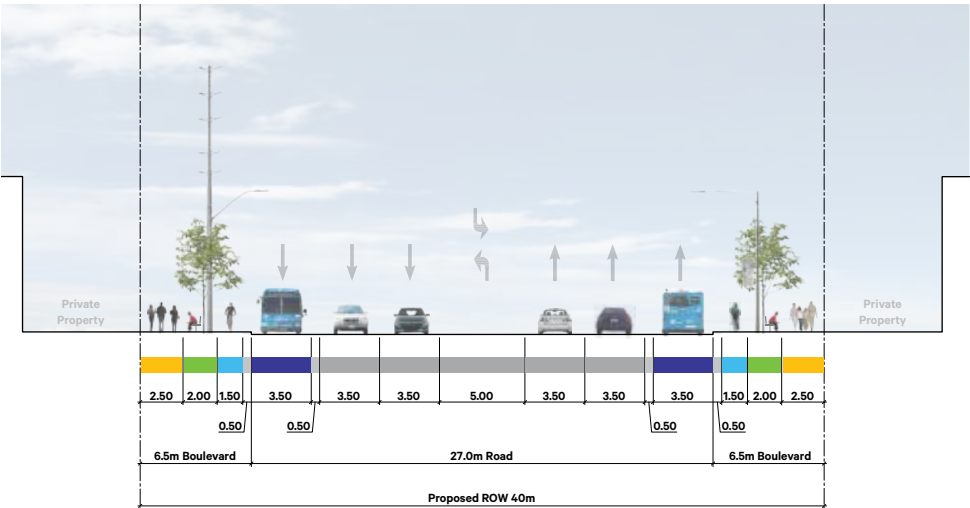 Private
Property
Private
Property
2.50 2.00 1.50 3.50 3.50 3.50 5.00 3.50 3.50 3.50 1.50 2.00 2.50
0.50 0.50 0.50 0.50
6.5m Boulevard 27.0m Road 6.5m Boulevard
Proposed ROW 40m